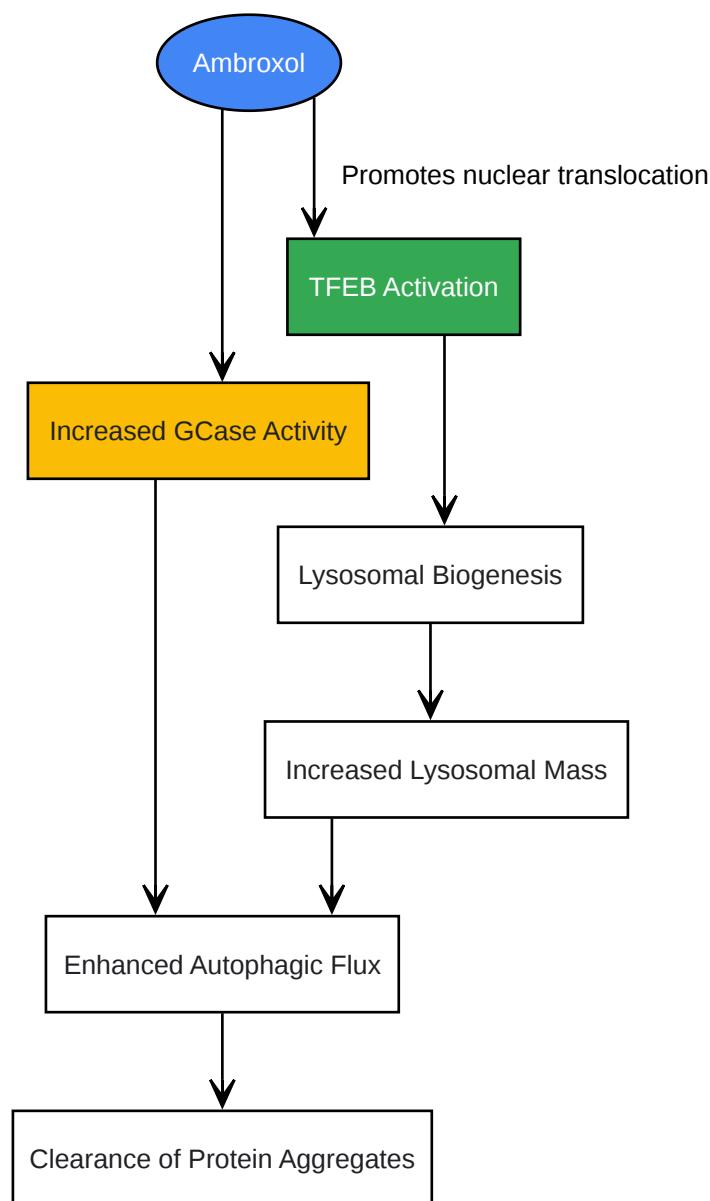 Ambroxol
Promotes nuclear translocation
TFEB Activation
Increased GCase Activity
Lysosomal Biogenesis
Increased Lysosomal Mass
Enhanced Autophagic Flux
Clearance of Protein Aggregates